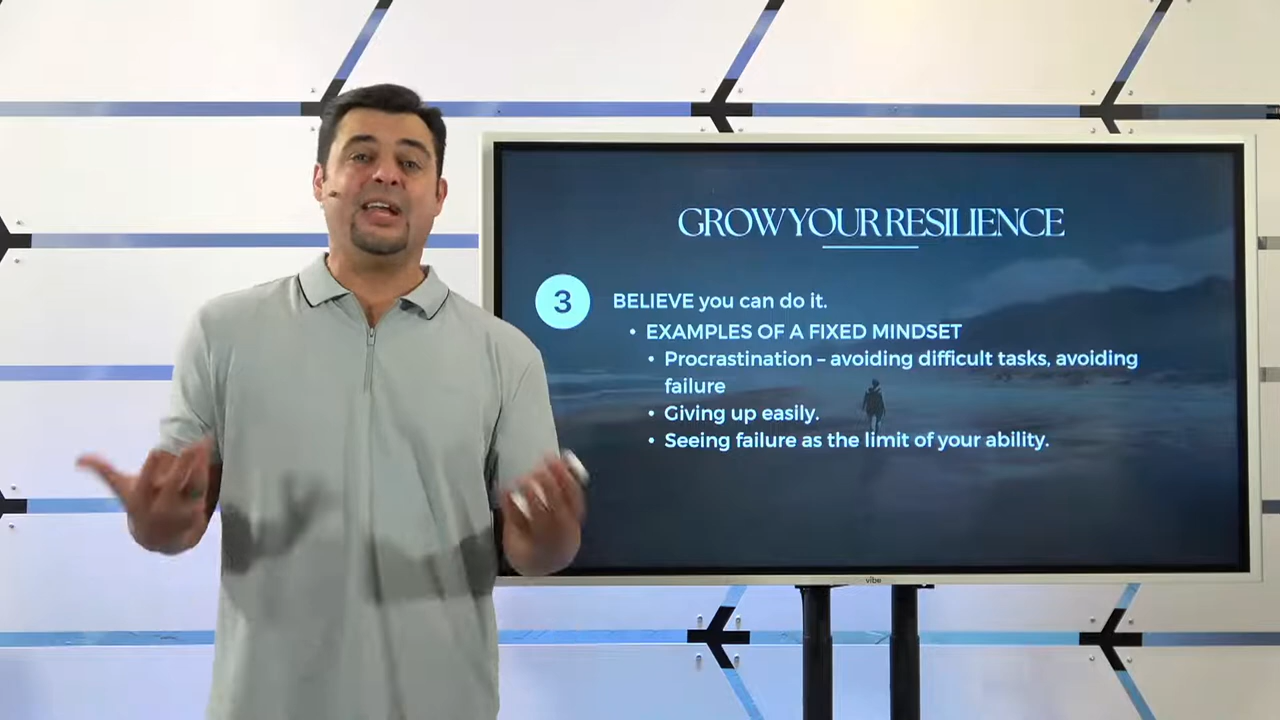 GROW YOUR RESILIENCE
3
BELIEVE you can do it.
• EXAMPLES OF A FIXED MINDSET
• Procrastination – avoiding difficult tasks, avoiding
failure
• Giving up easily.
• Seeing failure as the limit of your ability.
vibe